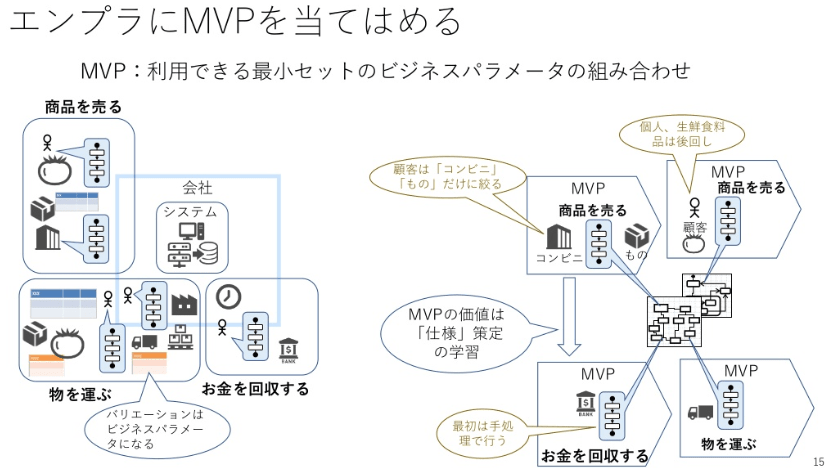 エンプラにMVPを当てはめる
MVP：利用できる最小セットのビジネスパラメータの組み合わせ
商品を売る
会社
システム
物を運ぶ
お金を回収する
BANK
バリエーションは
ビジネスパラメー
タになる
顧客は「コンビニ」
「もの」だけに絞る
個人、生鮮食料
品は後回し
MVP
商品を売る
コンビニ
もの
MVP
商品を売る
顧客
MVPの価値は
「仕様」策定
の学習
MVP
BANK
お金を回収する
最初は手処
理で行う
MVP
物を運ぶ
15